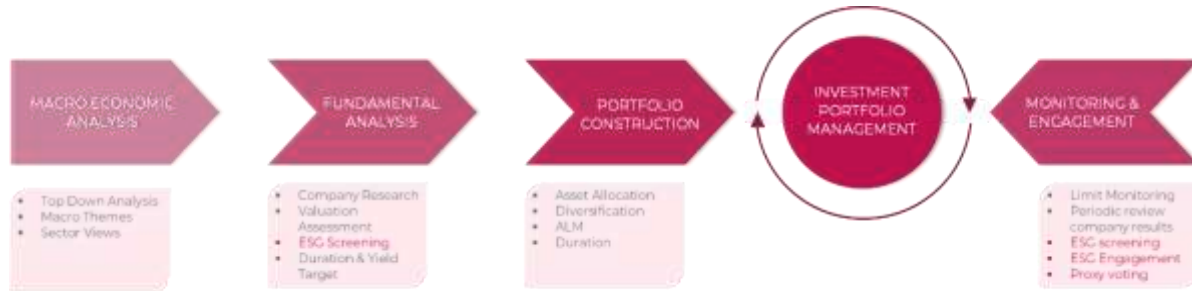 MACRO ECONOMIC
ANALYSIS
• Top Down Analysis
• Macro Themes
• Sector Views
FUNDAMENTAL
ANALYSIS
• Company Research
• Valuation
Assessment
• ESG Screening
• Duration & Yield
Target
PORTFOLIO
CONSTRUCTION
• Asset Allocation
• Diversification
• ALM
• Duration
INVESTMENT
PORTFOLIO
MANAGEMENT
MONITORING &
ENGAGEMENT
• Limit Monitoring
• Periodic review
company results
• ESG screening
• ESG Engagement
• Proxy voting